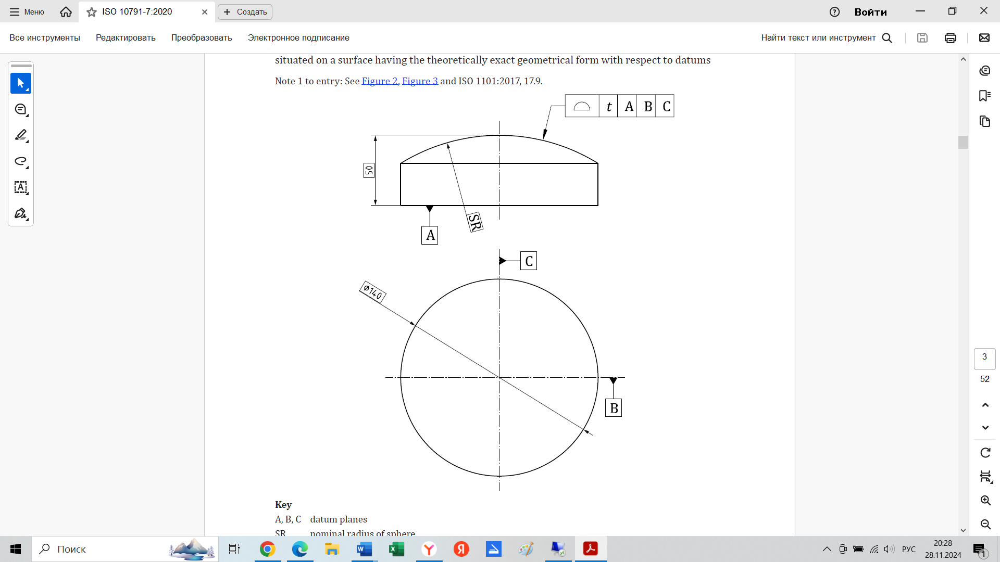 Меню
ISO 10791-7:2020
Создать
Войти
Все инструменты
Редактировать
Преобразовать
Электронное подписание
Найти текст или инструмент
situated on a surface having the theoretically exact geometrical form with respect to datums
Note 1 to entry: See Figure 2, Figure 3 and ISO 1101:2017, 17.9.
t A B C
50
SR
A
C
ϕ140
B
Key
A, B, C datum planes
SR nominal radius of sphere
3
52
Поиск
РУС
20:28
28.11.2024
1